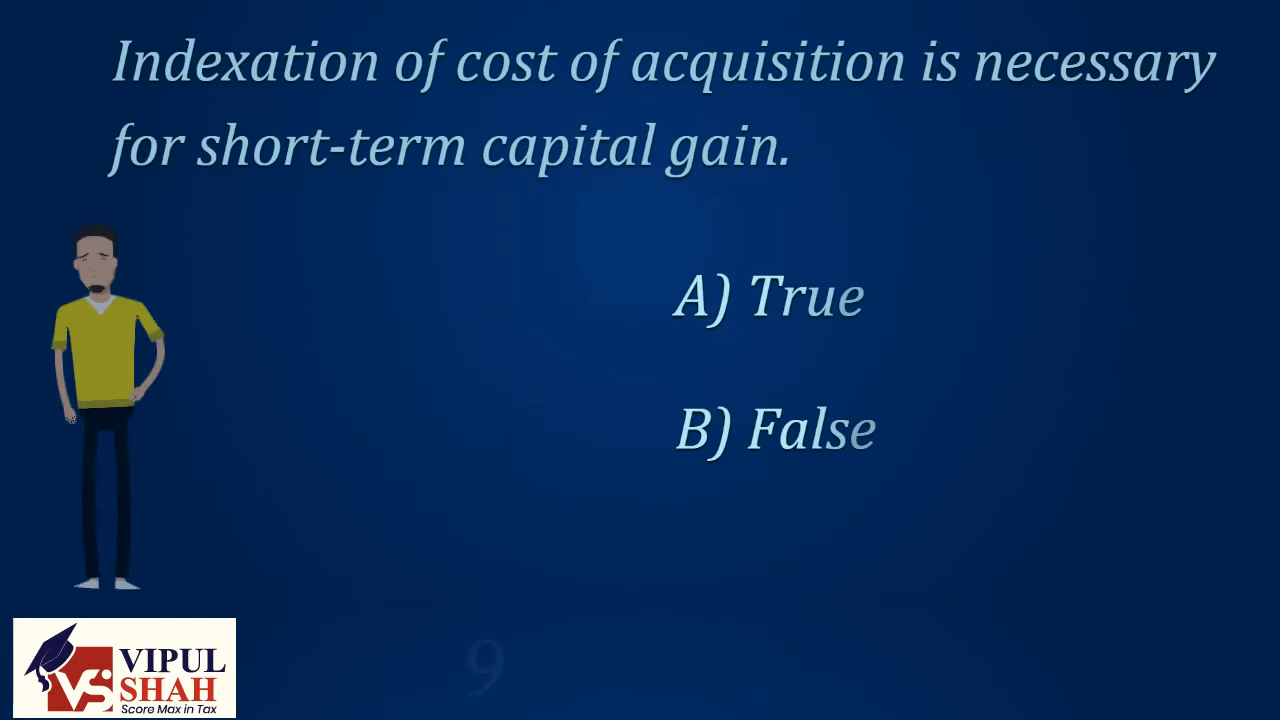 Indexation of cost of acquisition is necessary
for short-term capital gain.
A) True
B) False
9
VS
VIPUL
SHAH
Score Max in Tax